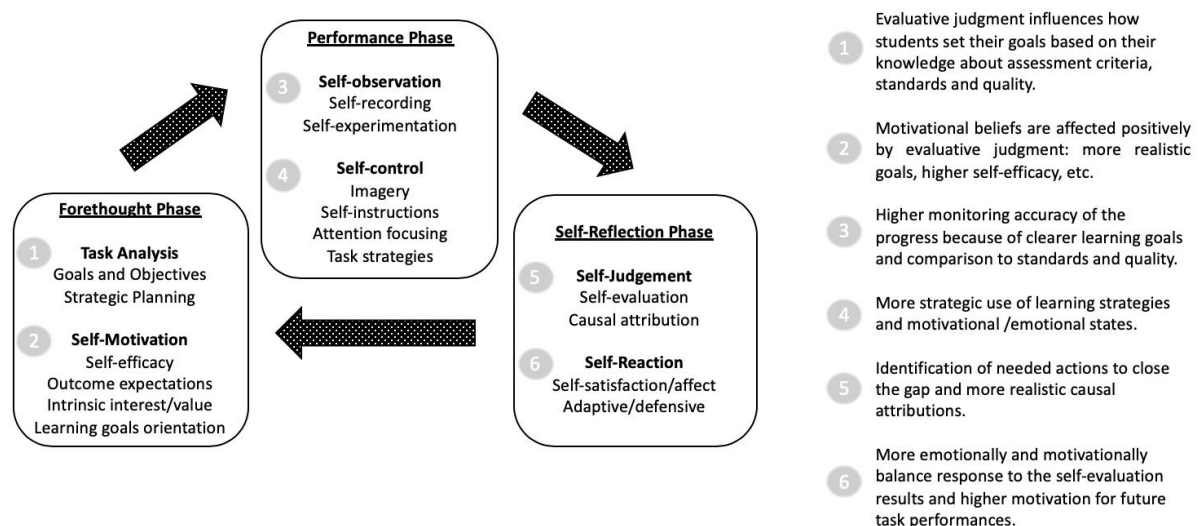 Performance Phase
3
Self-observation
Self-recording
Self-experimentation
4
Self-control
Imagery
Self-instructions
Attention focusing
Task strategies
Forethought Phase
1
Task Analysis
Goals and Objectives
Strategic Planning
2
Self-Motivation
Self-efficacy
Outcome expectations
Intrinsic interest/value
Learning goals orientation
Self-Reflection Phase
5
Self-Judgement
Self-evaluation
Causal attribution
6
Self-Reaction
Self-satisfaction/affect
Adaptive/defensive
1
Evaluative judgment influences how
students set their goals based on their
knowledge about assessment criteria,
standards and quality.
2
Motivational beliefs are affected positively
by evaluative judgment: more realistic
goals, higher self-efficacy, etc.
3
Higher monitoring accuracy of the
progress because of clearer learning goals
and comparison to standards and quality.
4
More strategic use of learning strategies
and motivational /emotional states.
5
Identification of needed actions to close
the gap and more realistic causal
attributions.
6
More emotionally and motivationally
balance response to the self-evaluation
results and higher motivation for future
task performances.